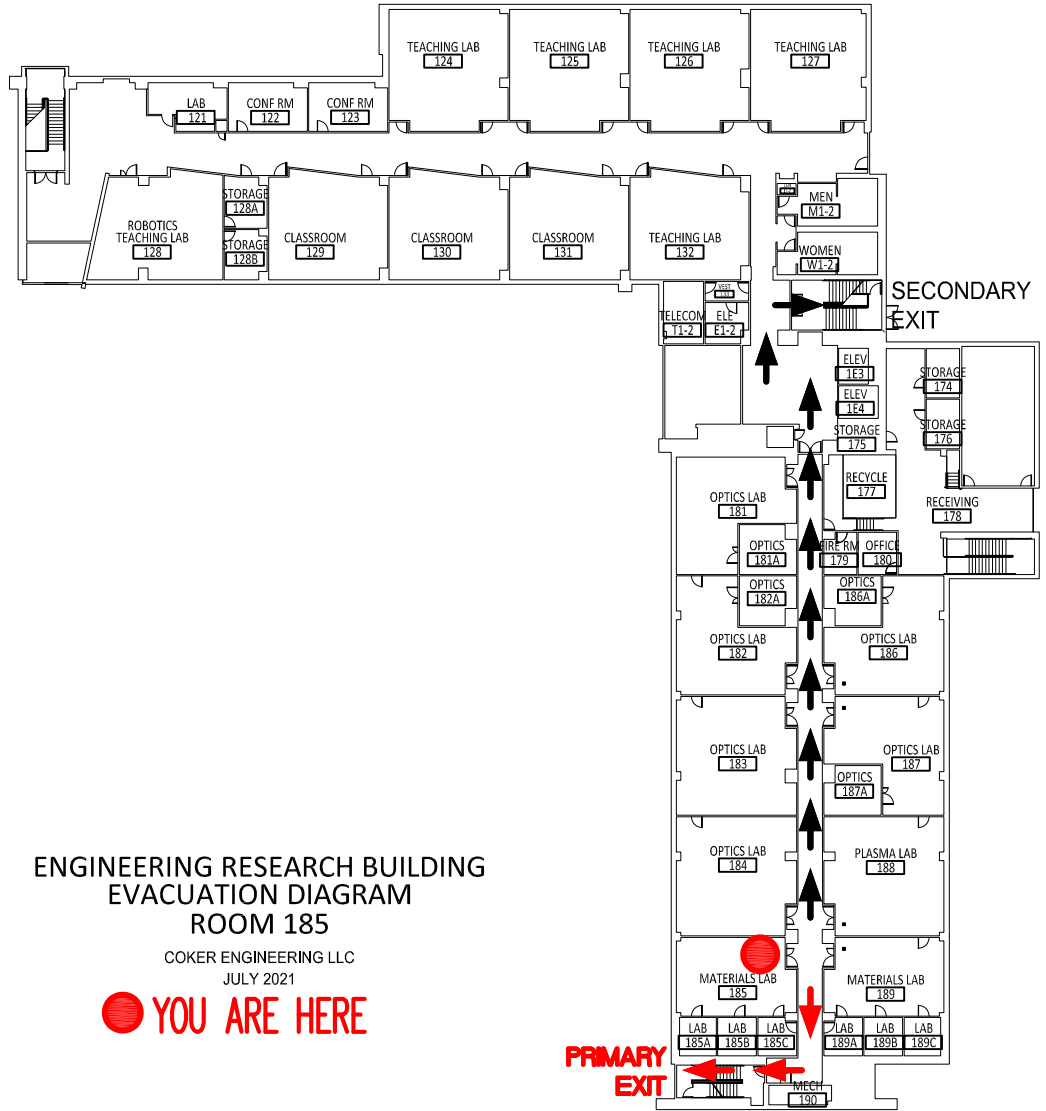 TEACHING LAB
124
TEACHING LAB
125
TEACHING LAB
126
TEACHING LAB
127
LAB
121
CONF RM
122
CONF RM
123
STORAGE
128A
STORAGE
128B
ROBOTICS
TEACHING LAB
128
CLASSROOM
129
CLASSROOM
130
CLASSROOM
131
TEACHING LAB
132
MEN
M1-2
WOMEN
W1-2
SECONDARY
EXIT
TELECOM
T1-2
VEST
ELE
E1-2
ELEV
1E3
ELEV
1E4
STORAGE
175
STORAGE
174
STORAGE
176
RECYCLE
177
RECEIVING
178
OPTICS LAB
181
OPTICS
181A
FIRE RM
179
OFFICE
180
OPTICS
182A
OPTICS
186A
OPTICS LAB
182
OPTICS LAB
186
OPTICS LAB
183
OPTICS LAB
187
OPTICS
187A
OPTICS LAB
184
PLASMA LAB
188
ENGINEERING RESEARCH BUILDING
EVACUATION DIAGRAM
ROOM 185
COKER ENGINEERING LLC
JULY 2021
YOU ARE HERE
MATERIALS LAB
185
MATERIALS LAB
189
LAB
185A
LAB
185B
LAB
185C
LAB
189A
LAB
189B
LAB
189C
PRIMARY
EXIT
MECH
190